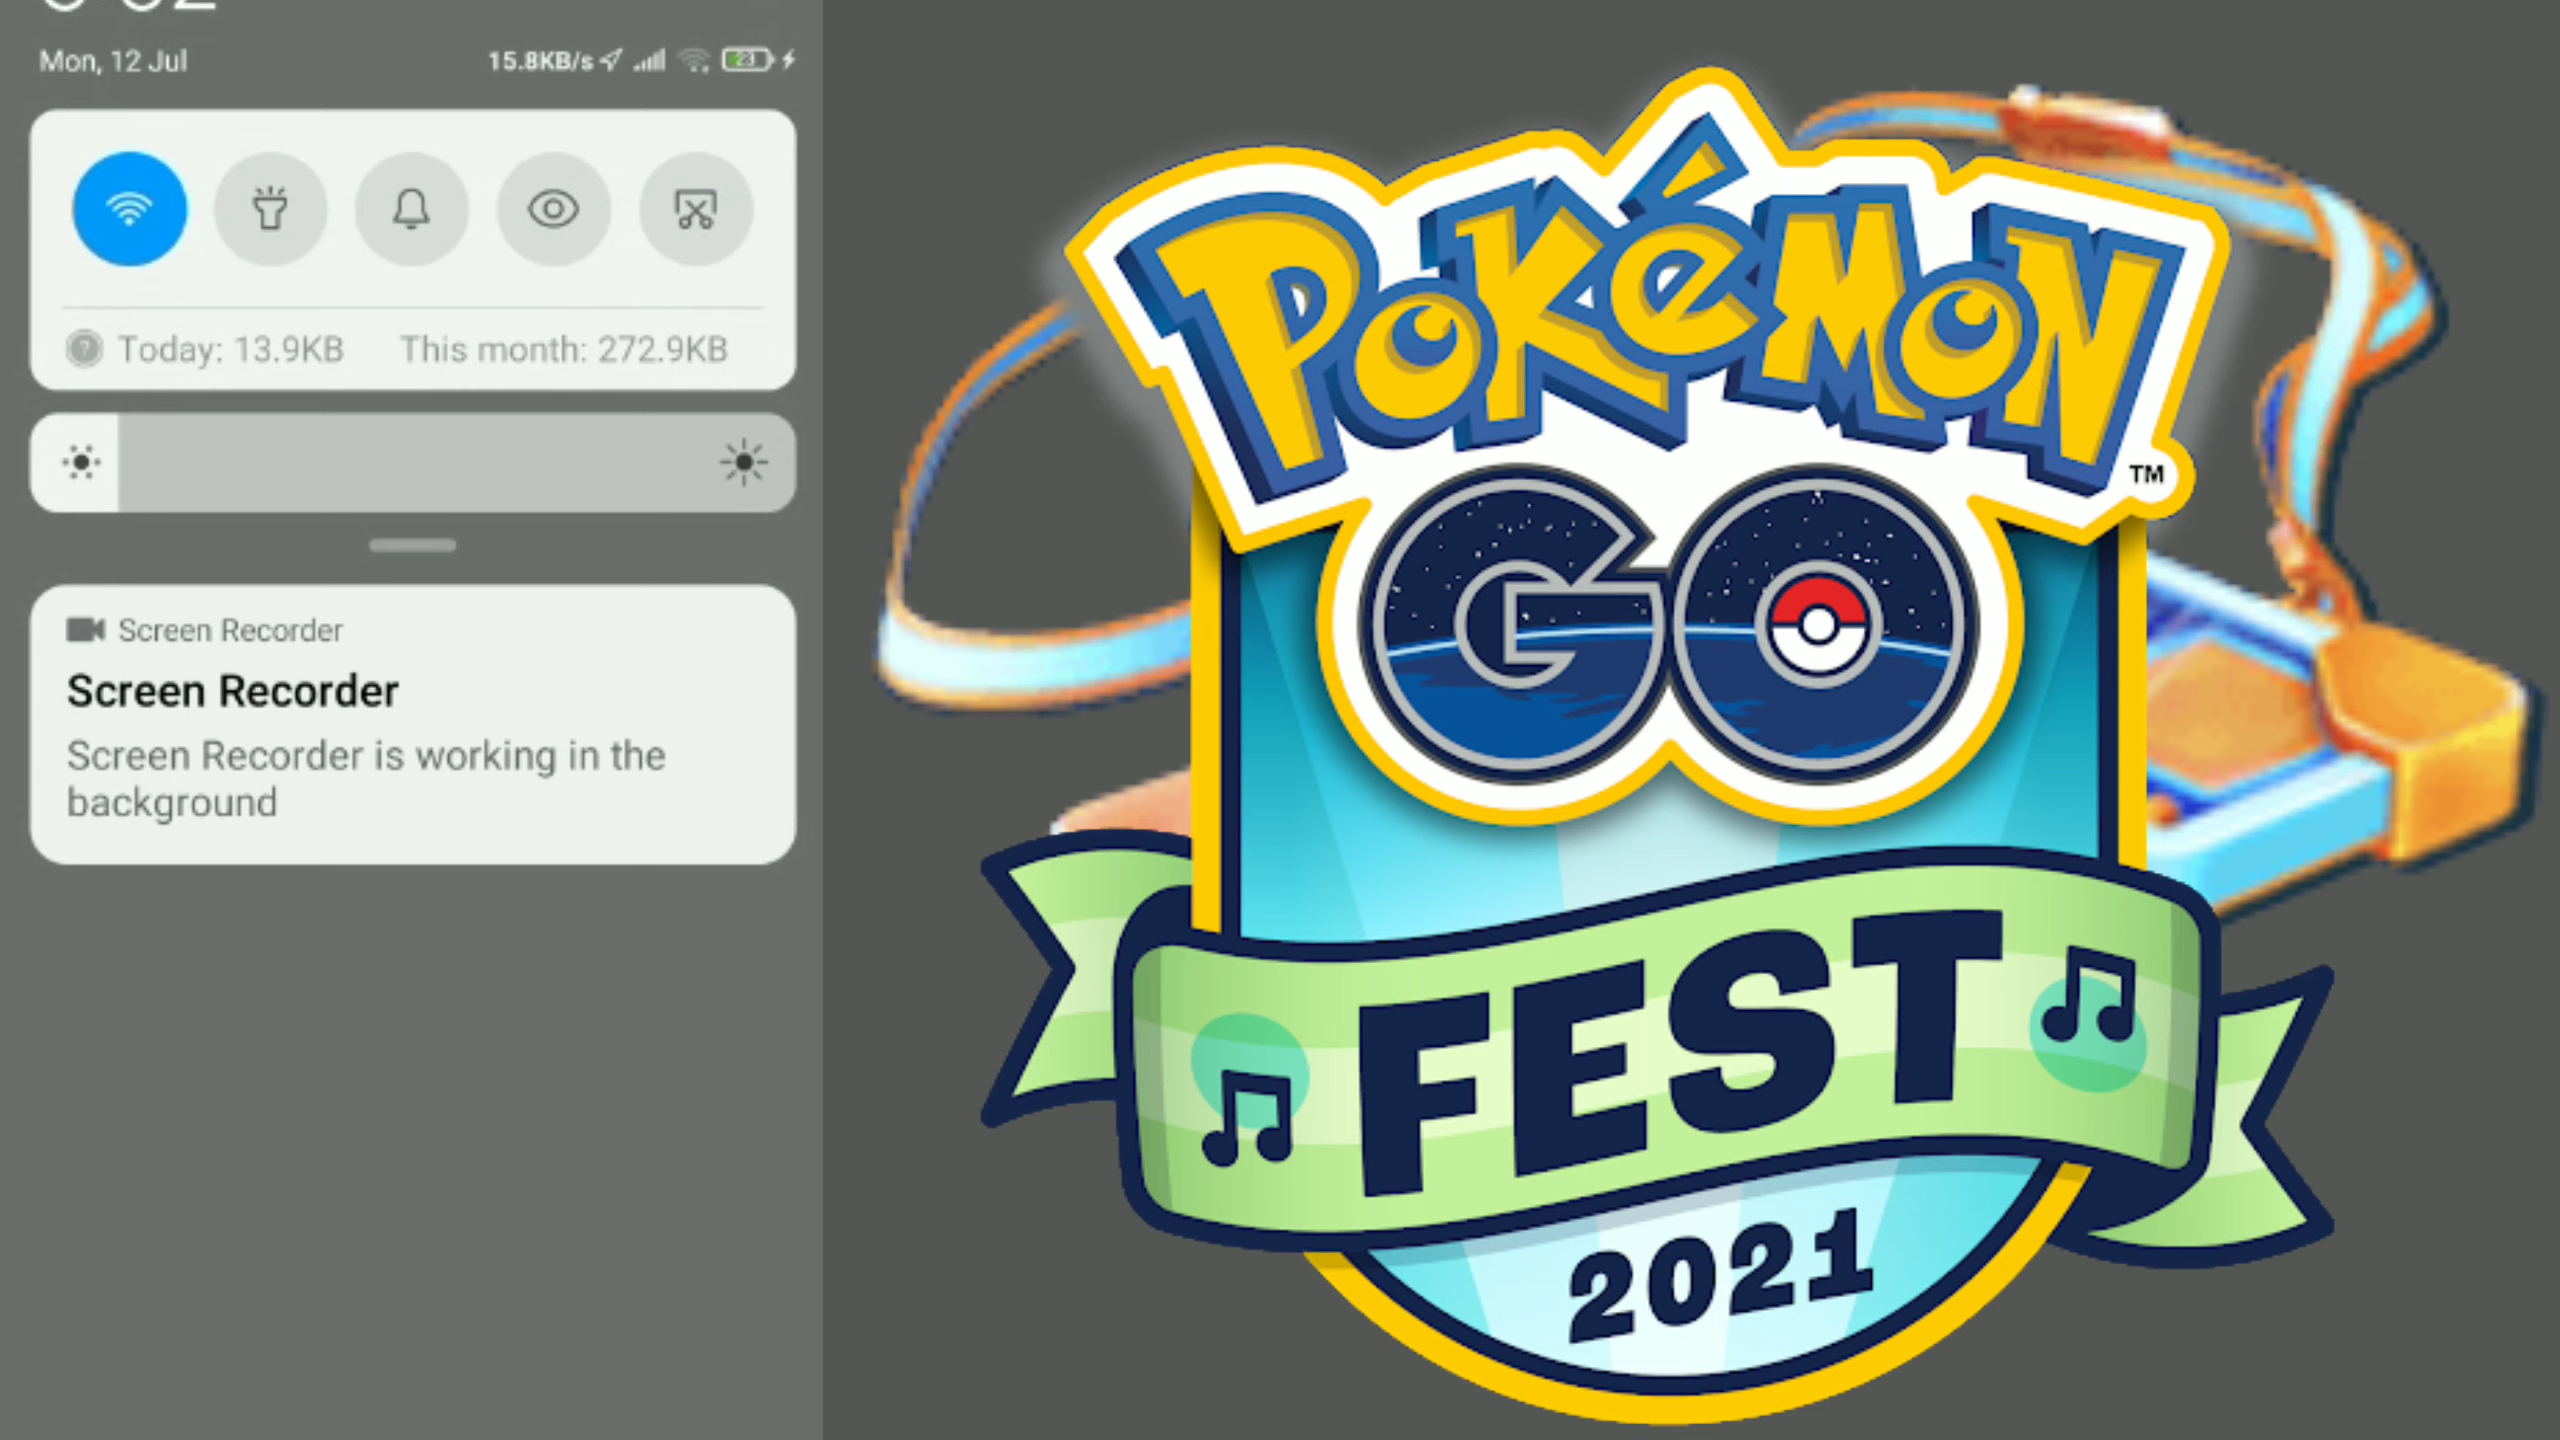 Mon, 12 Jul
15.8KB/s
23
Today: 13.9KB
This month: 272.9KB
Screen Recorder
Screen Recorder
Screen Recorder is working in the
background
POKéMON
TM
GO
FEST
2021